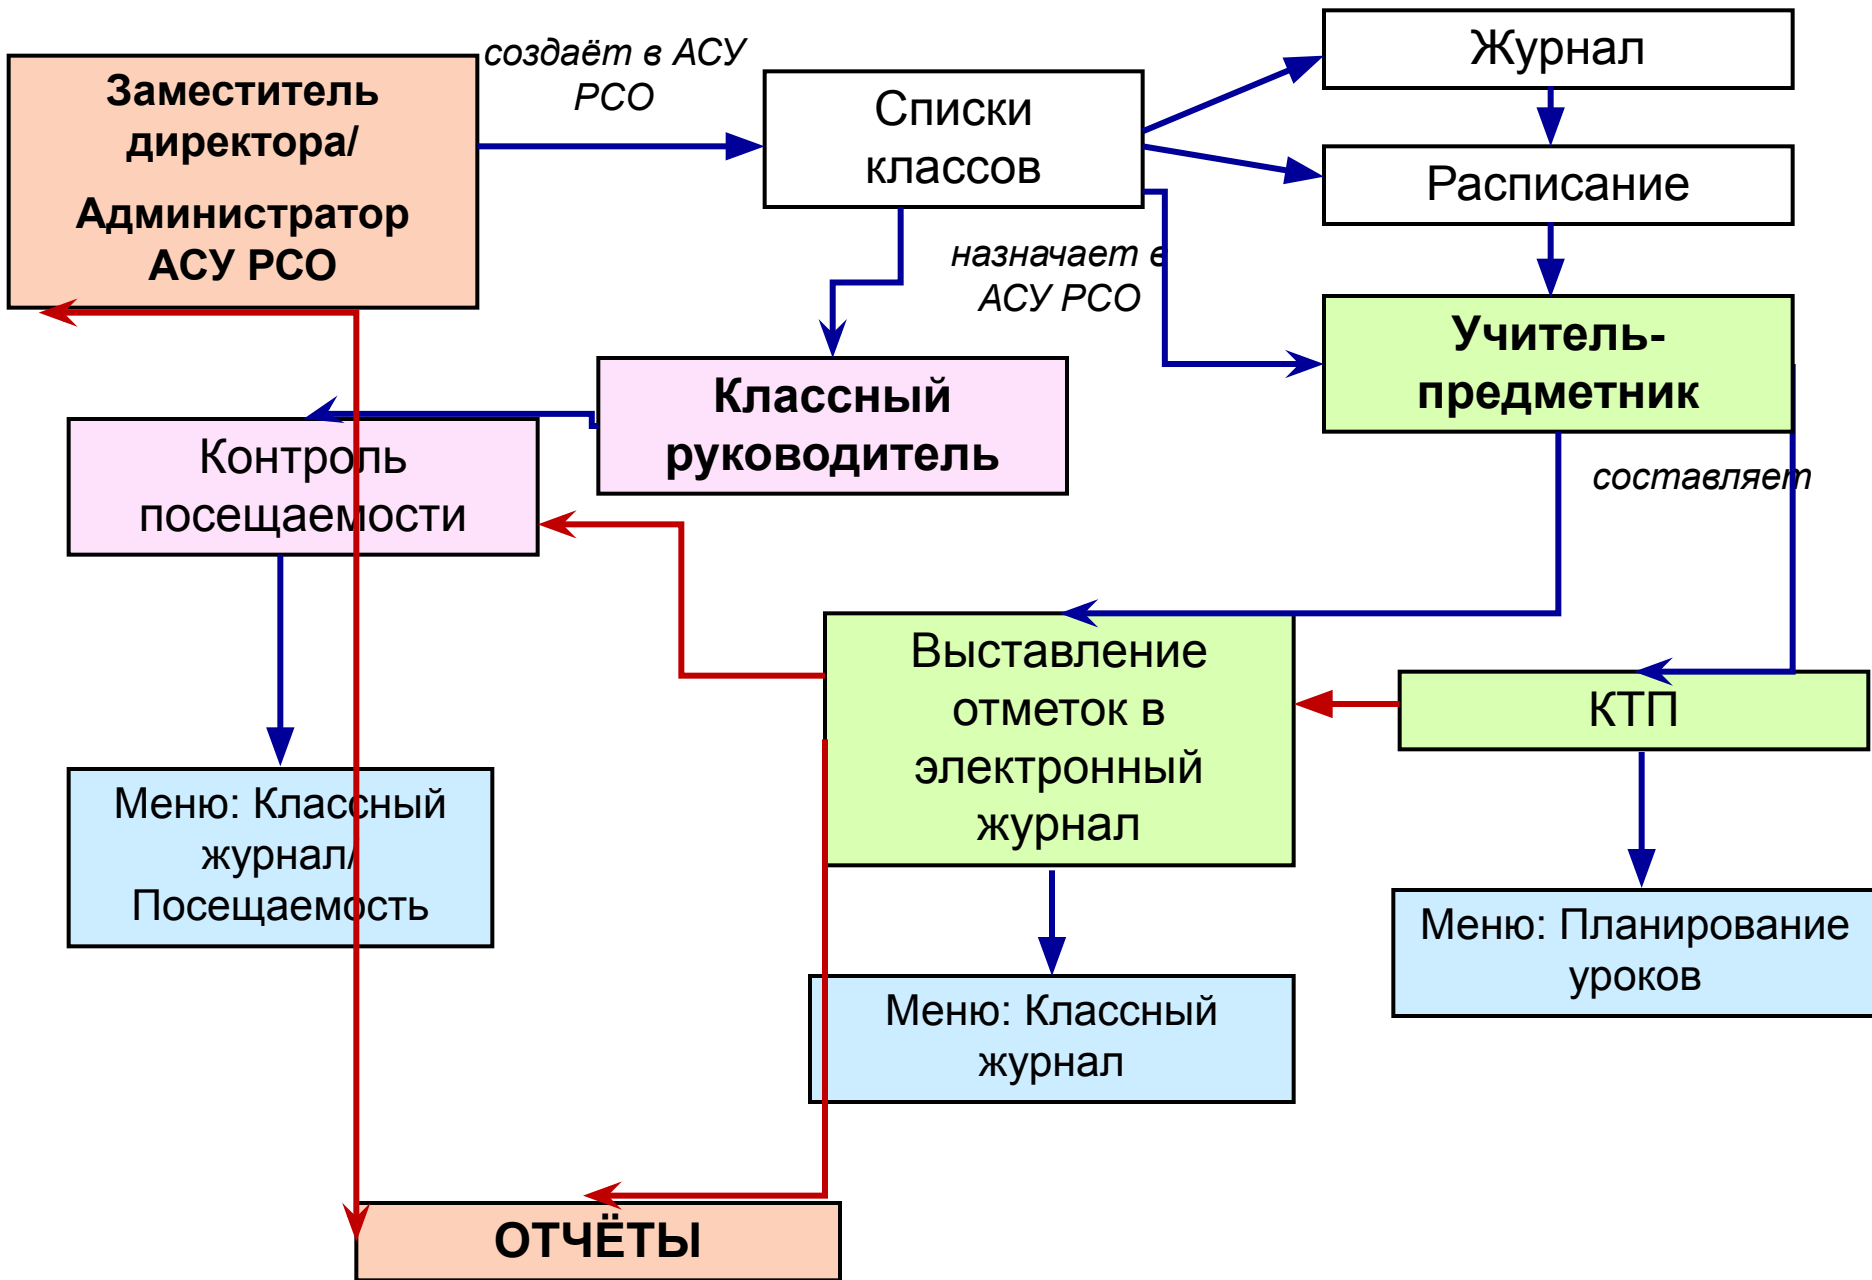 Заместитель
директора/
Администратор
АСУ РСО
создаёт в АСУ
РСО
Списки
классов
Журнал
Расписание
назначает в
АСУ РСО
Учитель-
предметник
Классный
руководитель
Контроль
посещаемости
составляет
Выставление
отметок в
электронный
журнал
КТП
Меню: Классный
журнал/
Посещаемость
Меню: Планирование
уроков
Меню: Классный
журнал
ОТЧЁТЫ